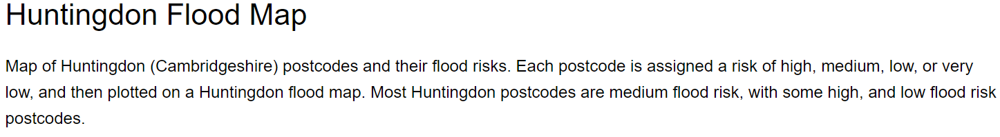 Huntingdon Flood Map
Map of Huntingdon (Cambridgeshire) postcodes and their flood risks. Each postcode is assigned a risk of high, medium, low, or very
low, and then plotted on a Huntingdon flood map. Most Huntingdon postcodes are medium flood risk, with some high, and low flood risk
postcodes.